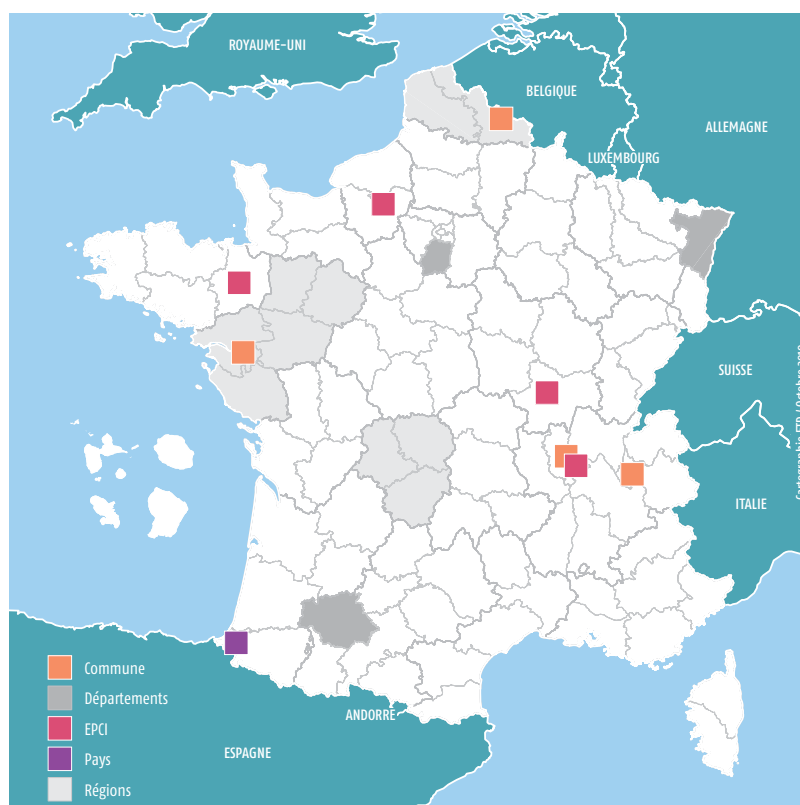 ROYAUME-UNI
BELGIQUE
ALLEMAGNE
LUXEMBOURG
SUISSE
ITALIE
Commune
Départements
EPCI
Pays
Régions
ANDORRE
ESPAGNE